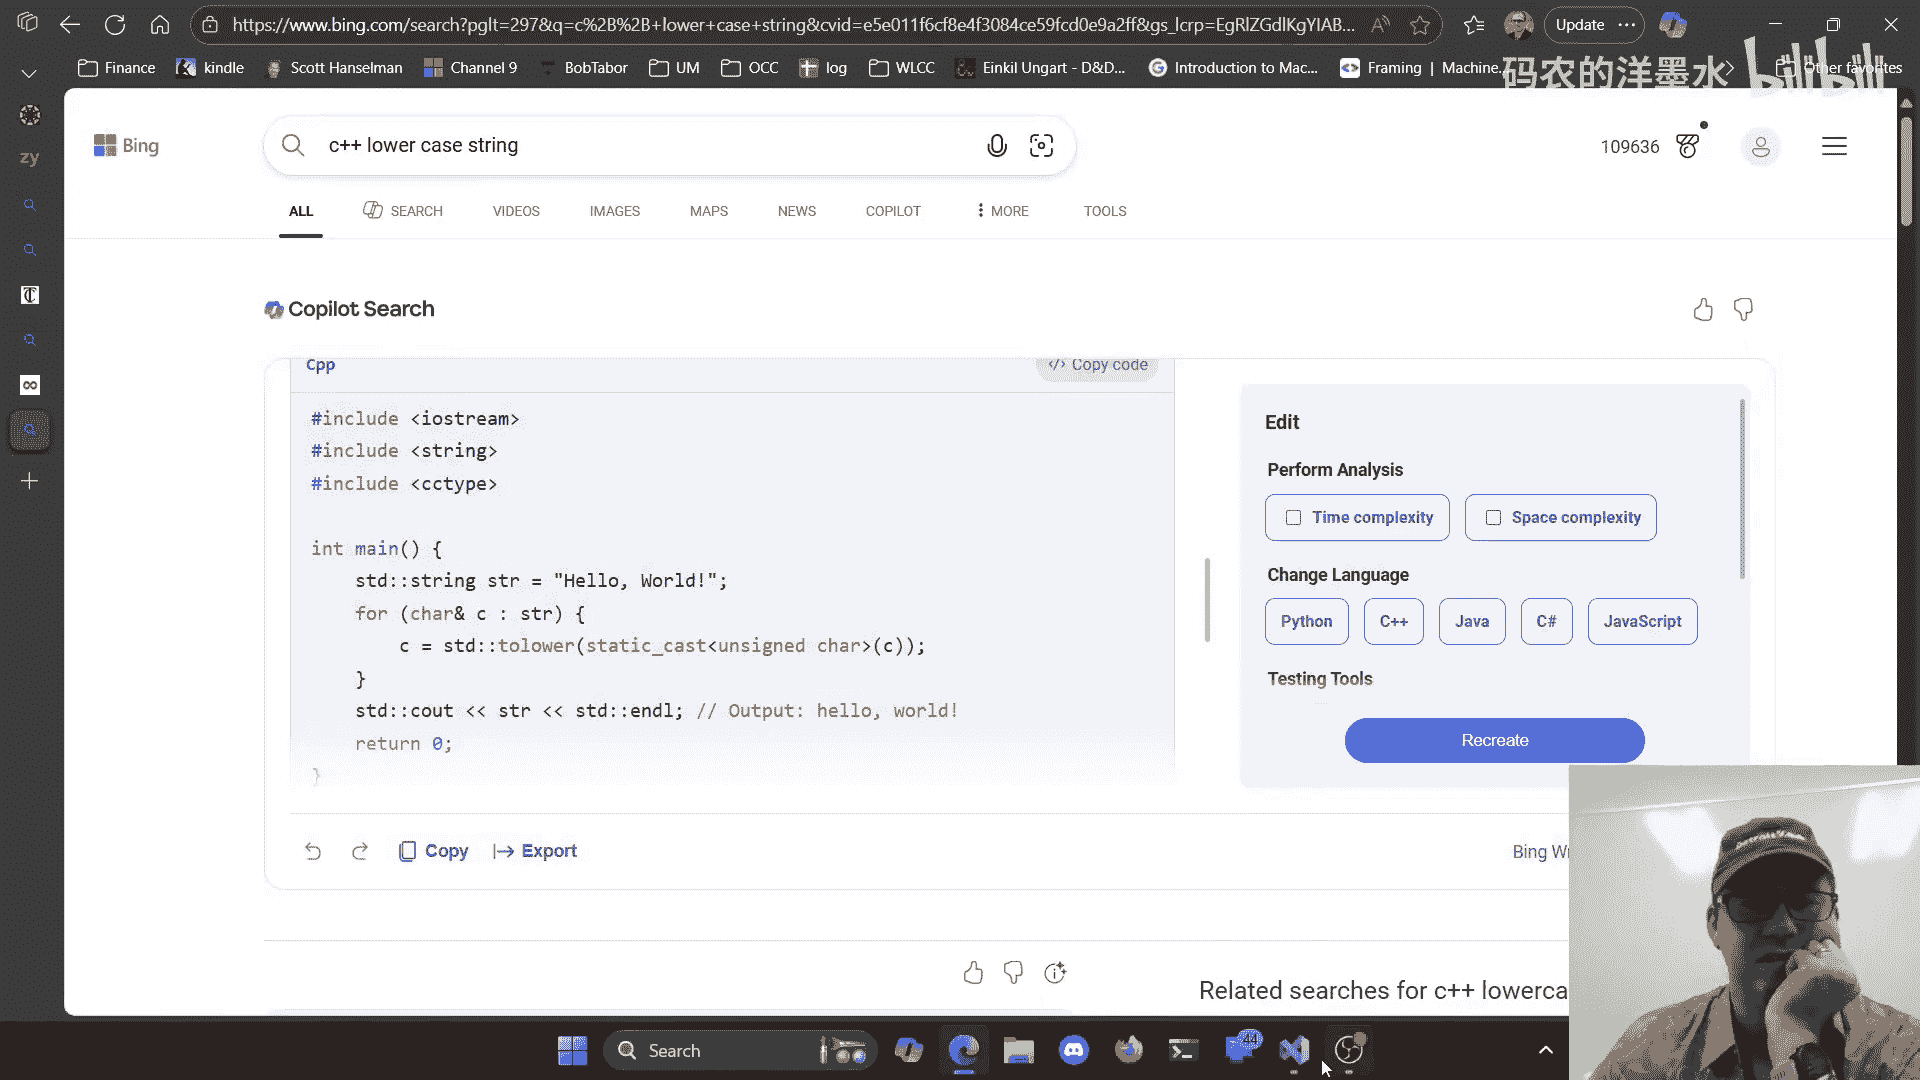 https://www.bing.com/search?pglt=297&q=c%2B%2B+lower+case+string&cvid=e5e011f6cf8e4f3084ce59fcd0e9a2ff&gs_lcrp=EgRlZGdlKgYIAB...
Update
Finance
kindle
Scott Hanselman
Channel 9
BobTabor
UM
OCC
log
WLCC
Einkil Ungart - D&D...
Introduction to Mac...
Framing | Machine...
Other favorites
码农的洋墨水
bilibili
zy
Bing
c++ lower case string
109636
ALL
SEARCH
VIDEOS
IMAGES
MAPS
NEWS
COPILOT
MORE
TOOLS
Copilot Search
Cpp
</> Copy code
#include <iostream>
#include <string>
#include <cctype>
int main() {
std::string str = "Hello, World!";
for (char& c : str) {
c = std::tolower(static_cast<unsigned char>(c));
}
std::cout << str << std::endl; // Output: hello, world!
return 0;
}
Edit
Perform Analysis
Time complexity
Space complexity
Change Language
Python
C++
Java
C#
JavaScript
Testing Tools
Recreate
Copy
Export
Bing
Related searches for c++
Search
44